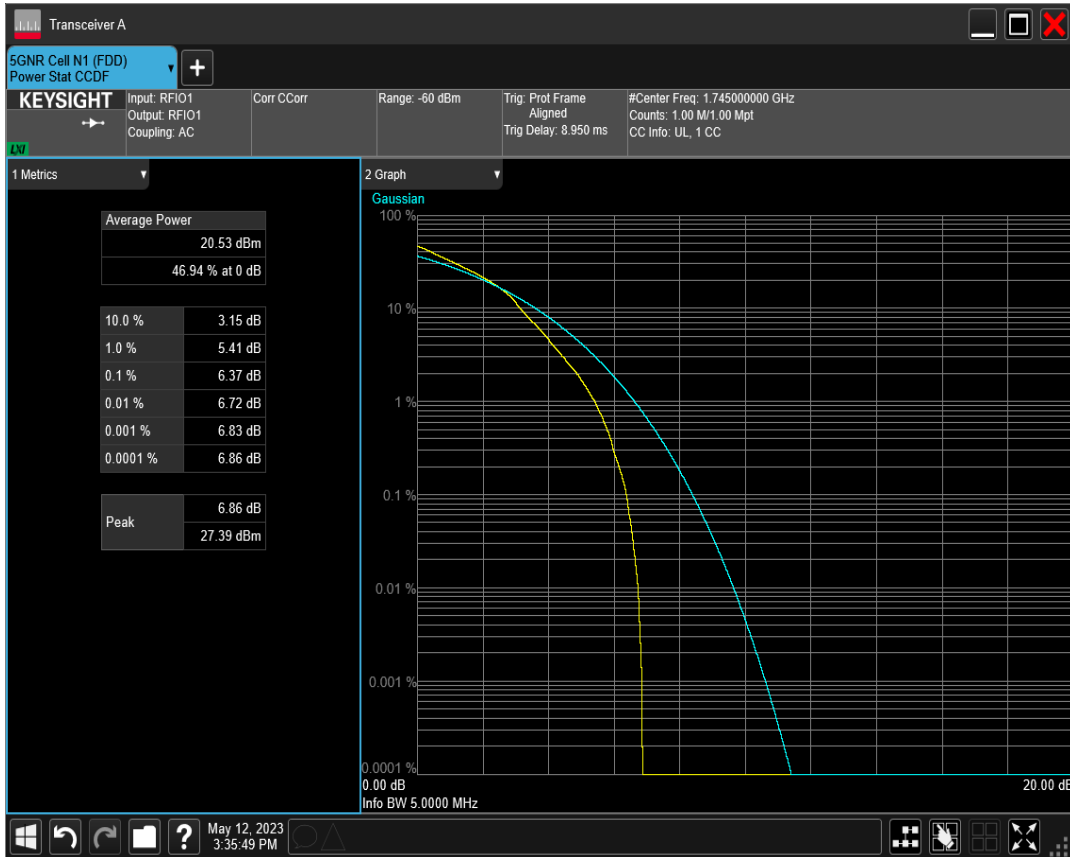 Transceiver A
5GNR Cell N1 (FDD)
Power Stat CCDF
+
KEYSIGHT
LXI
Input: RFIO1
Output: RFIO1
Coupling: AC
Corr CCorr
Range: -60 dBm
Trig: Prot Frame
Aligned
Trig Delay: 8.950 ms
#Center Freq: 1.745000000 GHz
Counts: 1.00 M/1.00 Mpt
CC Info: UL, 1 CC
1 Metrics
Average Power
20.53 dBm
46.94 % at 0 dB
10.0 % 3.15 dB
1.0 % 5.41 dB
0.1 % 6.37 dB
0.01 % 6.72 dB
0.001 % 6.83 dB
0.0001 % 6.86 dB
Peak
6.86 dB
27.39 dBm
2 Graph
Gaussian
100 %
10 %
1 %
0.1 %
0.01 %
0.001 %
0.0001 %
0.00 dB 20.00 dB
Info BW 5.0000 MHz
?
May 12, 2023
3:35:49 PM